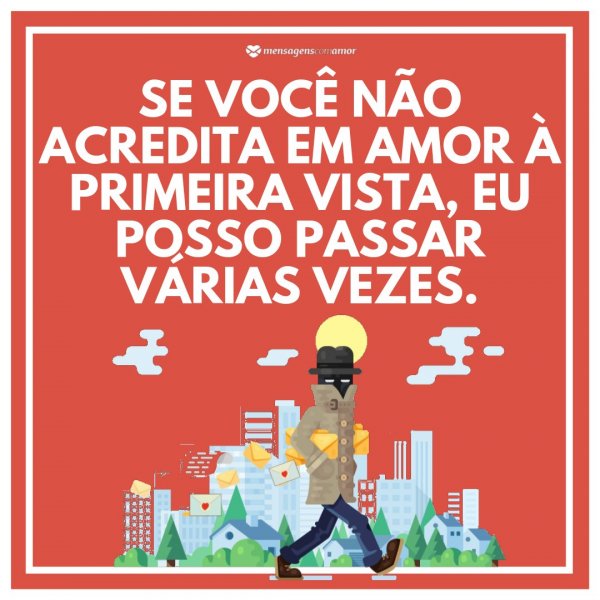 mensagenscomamor
SE VOCÊ NÃO
ACREDITA EM AMOR À
PRIMEIRA VISTA, EU
POSSO PASSAR
VÁRIAS VEZES.